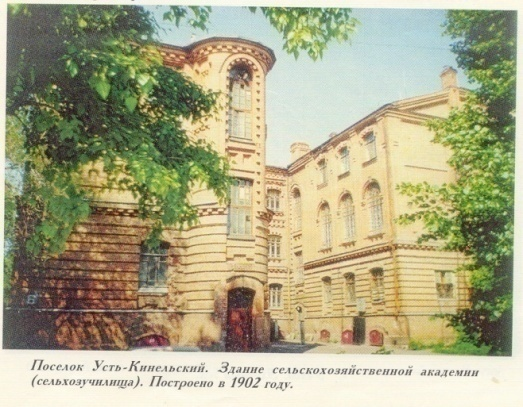 Поселок Усть-Кинельский. Здание сельскохозяйственной академии
(сельхозучилища). Построено в 1902 году.